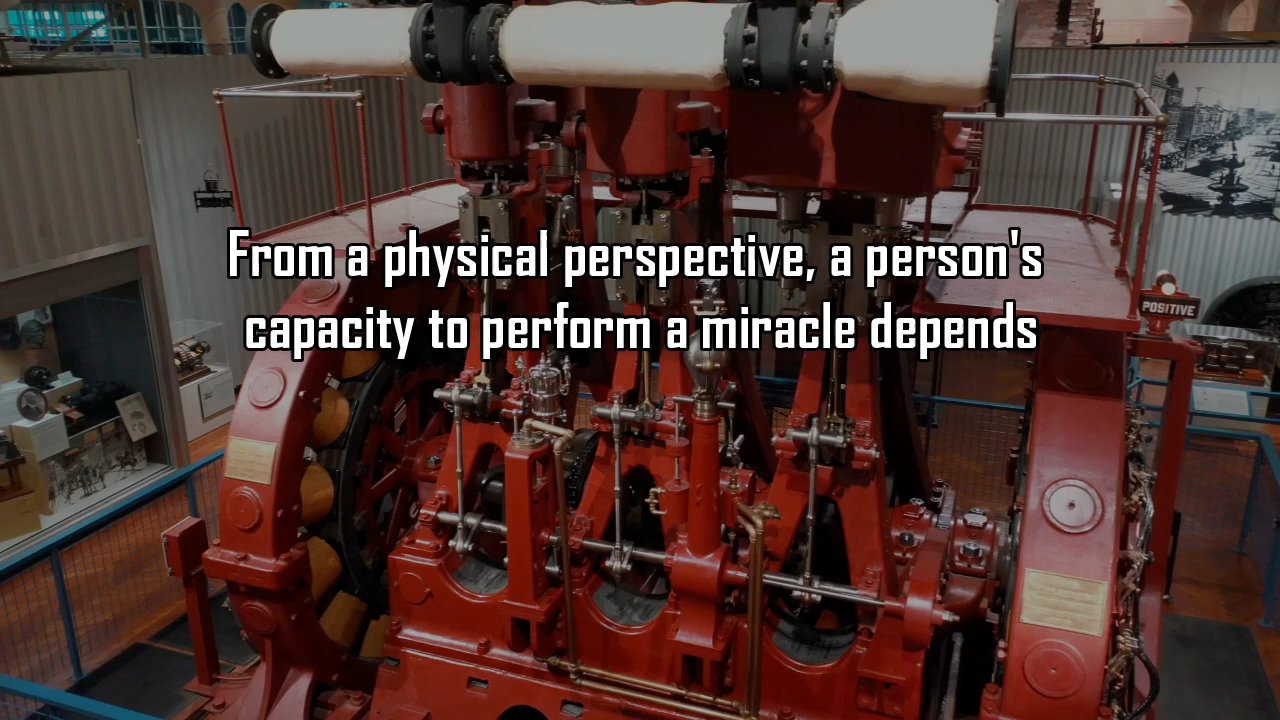 From a physical perspective, a person's
capacity to perform a miracle depends
POSITIVE